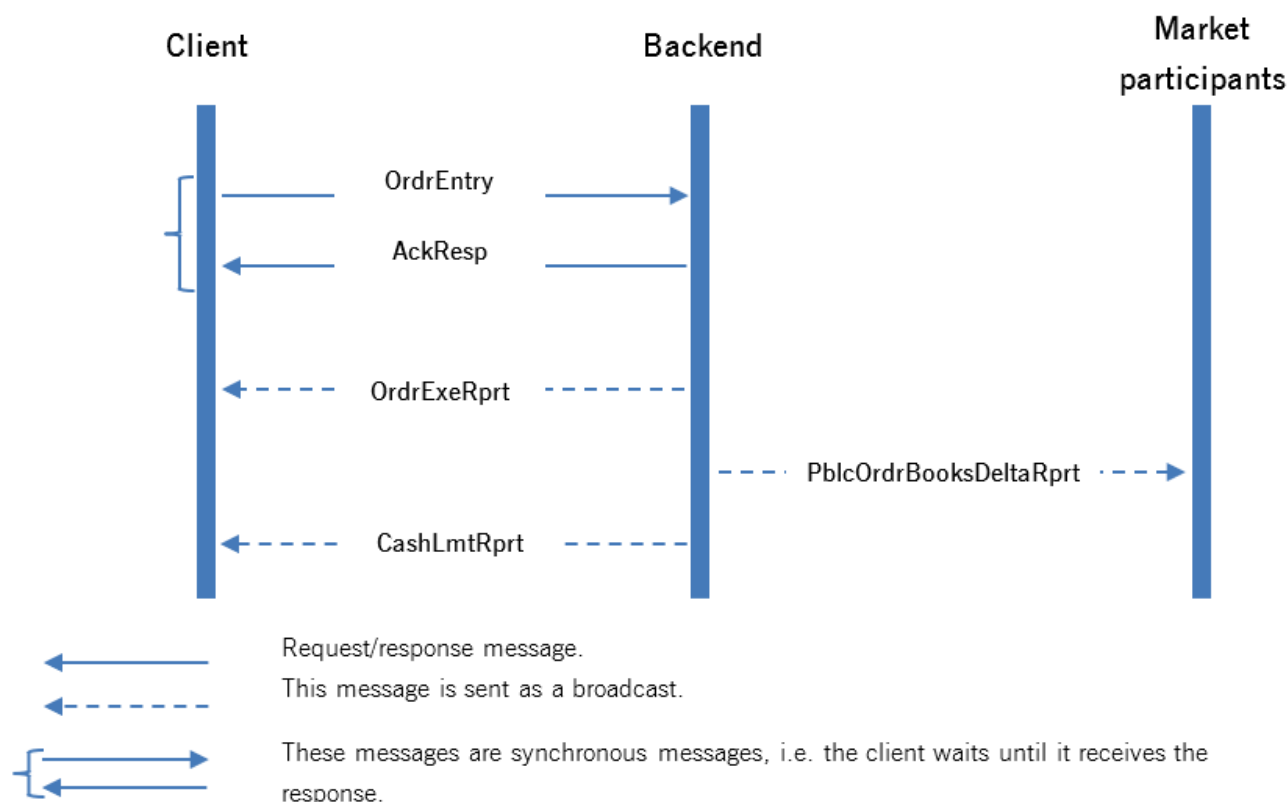 Client
Backend
Market
participants
OrdrEntry
AckResp
OrdrExeRprt
PblcOrdrBooksDeltaRprt
CashLmtRprt
Request/response message.
This message is sent as a broadcast.
These messages are synchronous messages, i.e. the client waits until it receives the
response.